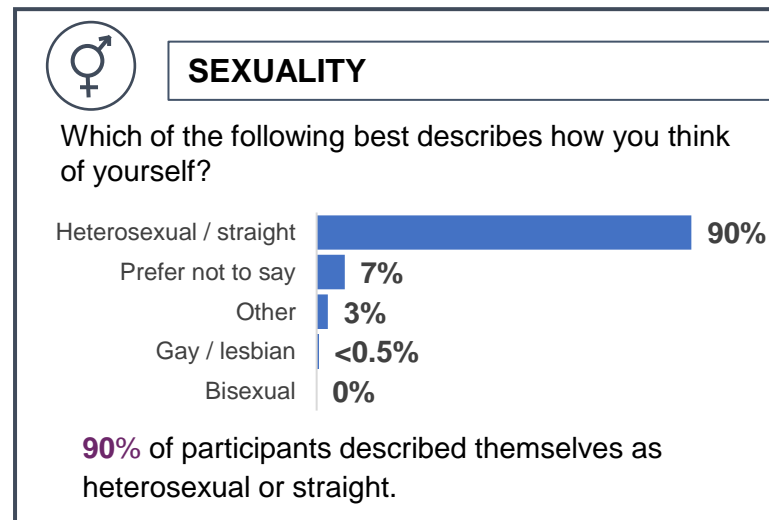 SEXUALITY
Which of the following best describes how you think
of yourself?
Heterosexual / straight 90%
Prefer not to say 7%
Other 3%
Gay / lesbian <0.5%
Bisexual 0%
90% of participants described themselves as
heterosexual or straight.